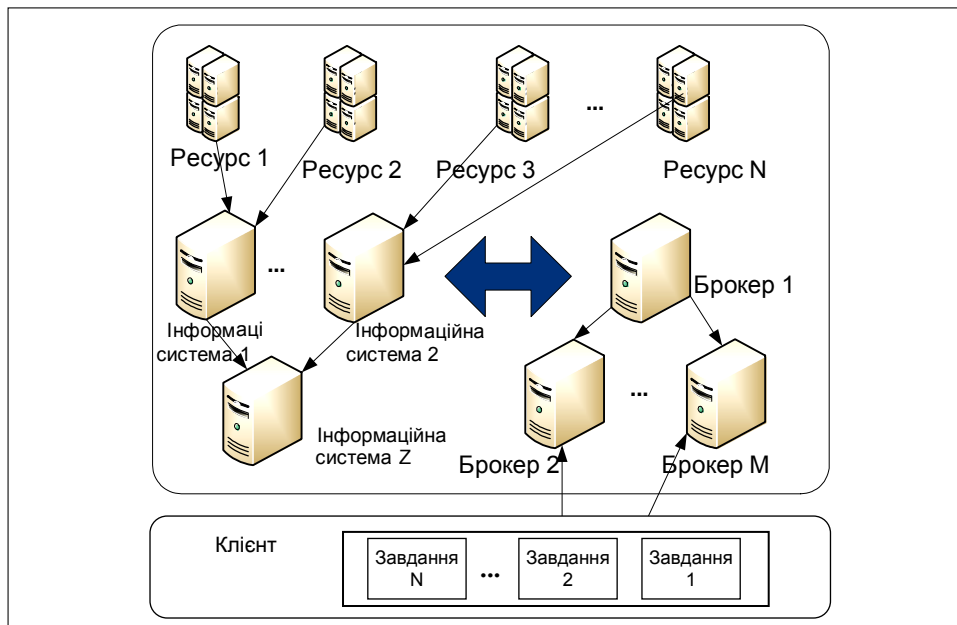 ...
Ресурс 1
Ресурс 2
Ресурс 3
Ресурс N
...
Інформаці
система 1
Інформаційна
система 2
Брокер 1
...
Інформаційна
система Z
Брокер 2
Брокер M
Клієнт
Завдання
N
...
Завдання
2
Завдання
1